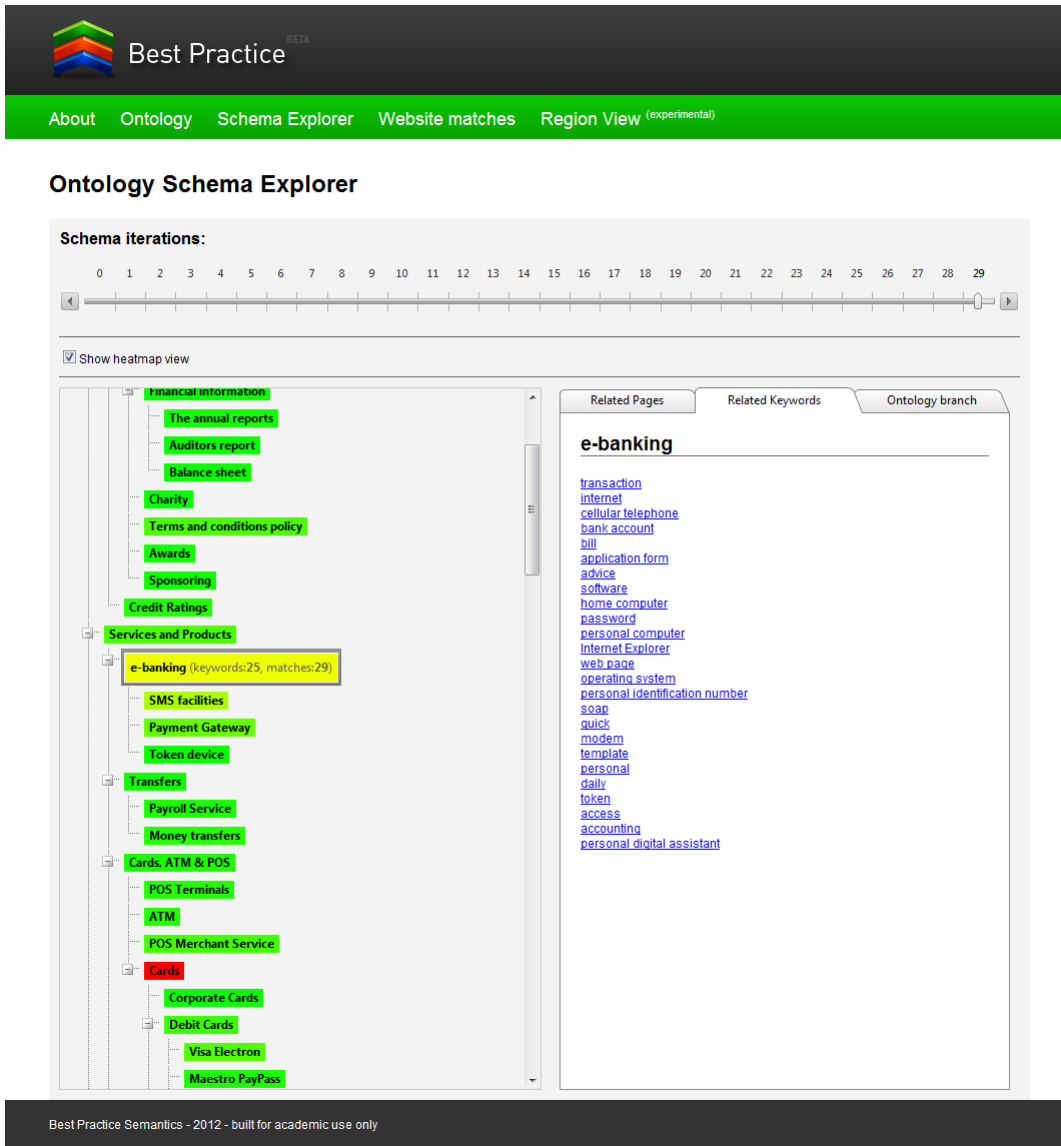 Best Practice BETA
About Ontology Schema Explorer Website matches Region View (experimental)
Ontology Schema Explorer
Schema iterations:
0 1 2 3 4 5 6 7 8 9 10 11 12 13 14 15 16 17 18 19 20 21 22 23 24 25 26 27 28 29
Show heatmap view
Financial information
The annual reports
Auditors report
Balance sheet
Charity
Terms and conditions policy
Awards
Sponsoring
Credit Ratings
Services and Products
e-banking (keywords:25, matches:29)
SMS facilities
Payment Gateway
Token device
Transfers
Payroll Service
Money transfers
Cards, ATM & POS
POS Terminals
ATM
POS Merchant Service
Cards
Corporate Cards
Debit Cards
Visa Electron
Maestro PayPass
Related Pages Related Keywords Ontology branch
e-banking
transaction
internet
cellular telephone
bank account
bill
application form
advice
software
home computer
password
personal computer
Internet Explorer
web page
operating system
personal identification number
soap
quick
modem
template
personal
daily
token
access
accounting
personal digital assistant
Best Practice Semantics - 2012 - built for academic use only